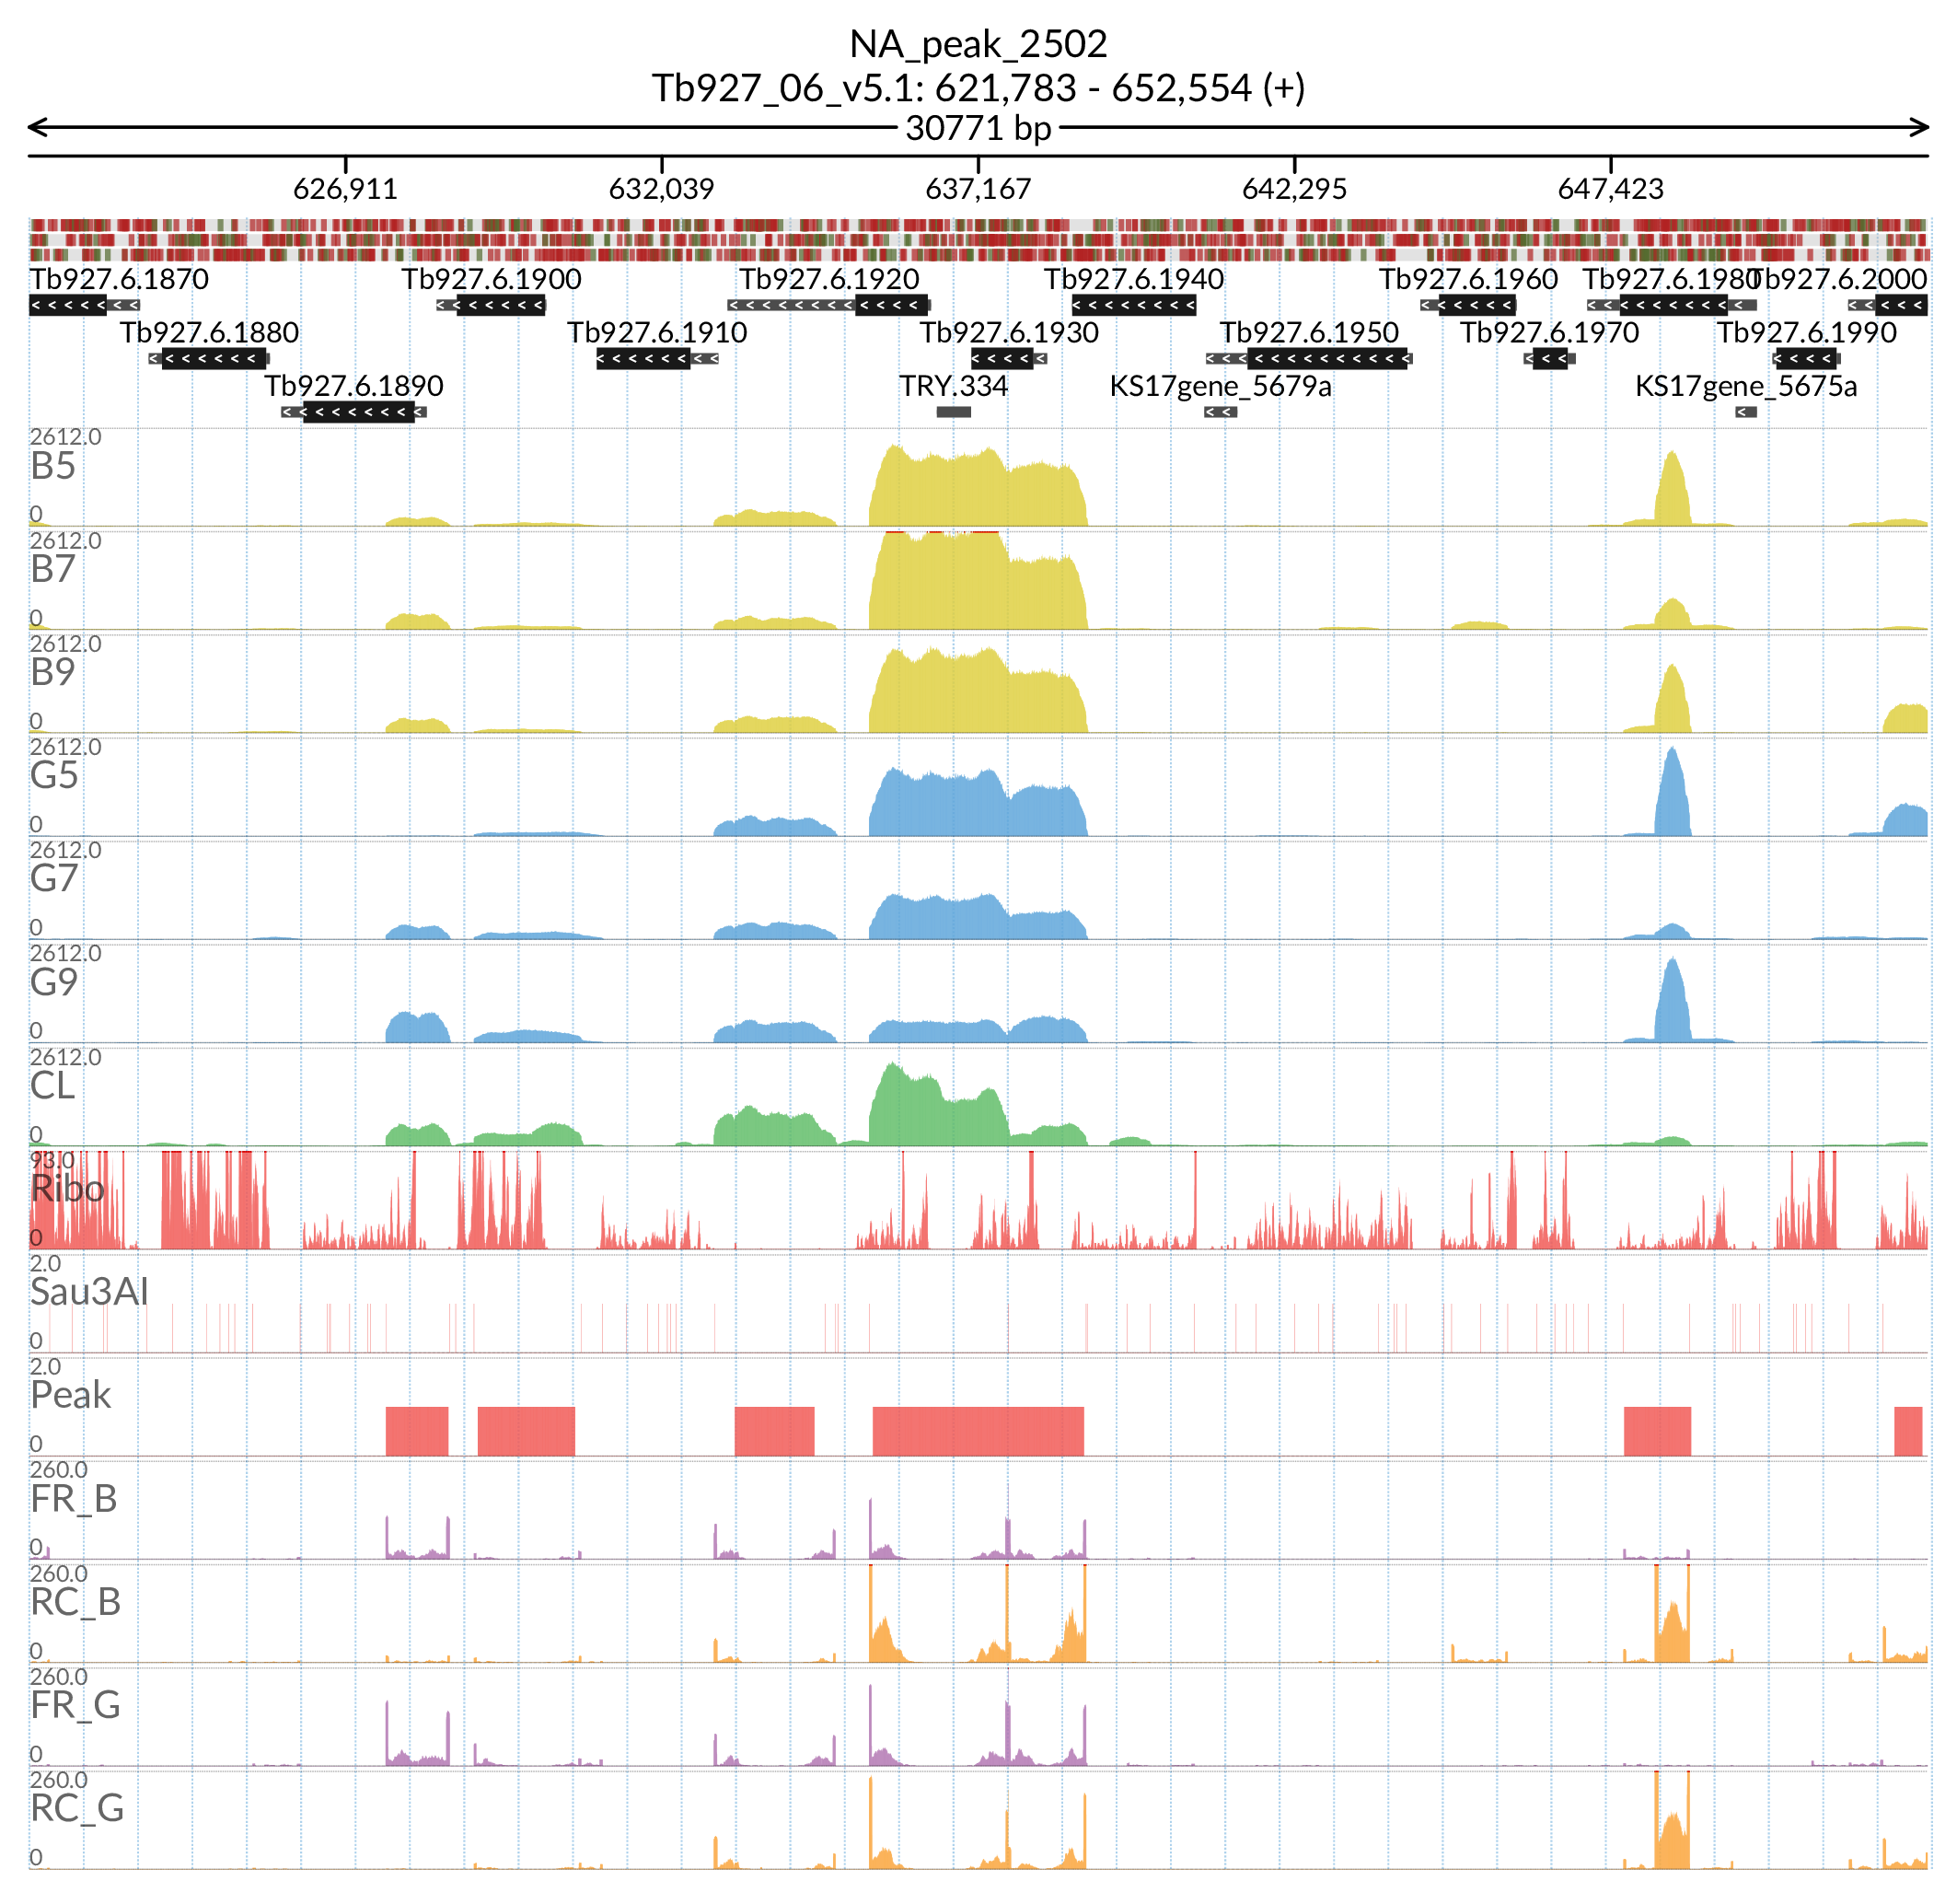 NA_peak_2502
Tb927_06_v5.1: 621,783 - 652,554 (+)
30771 bp
626,911 632,039 637,167 642,295 647,423
Tb927.6.1870 Tb927.6.1900 Tb927.6.1920 Tb927.6.1940 Tb927.6.1960 Tb927.6.1980 Tb927.6.2000
Tb927.6.1880 Tb927.6.1910 Tb927.6.1930 Tb927.6.1950 Tb927.6.1970 Tb927.6.1990
Tb927.6.1890 TRY.334 KS17gene_5679a KS17gene_5675a
2612.0
B5
0
2612.0
B7
0
2612.0
B9
0
2612.0
G5
0
2612.0
G7
0
2612.0
G9
0
2612.0
CL
0
93.0
Ribo
0
2.0
Sau3AI
0
2.0
Peak
0
260.0
FR_B
0
260.0
RC_B
0
260.0
FR_G
0
260.0
RC_G
0